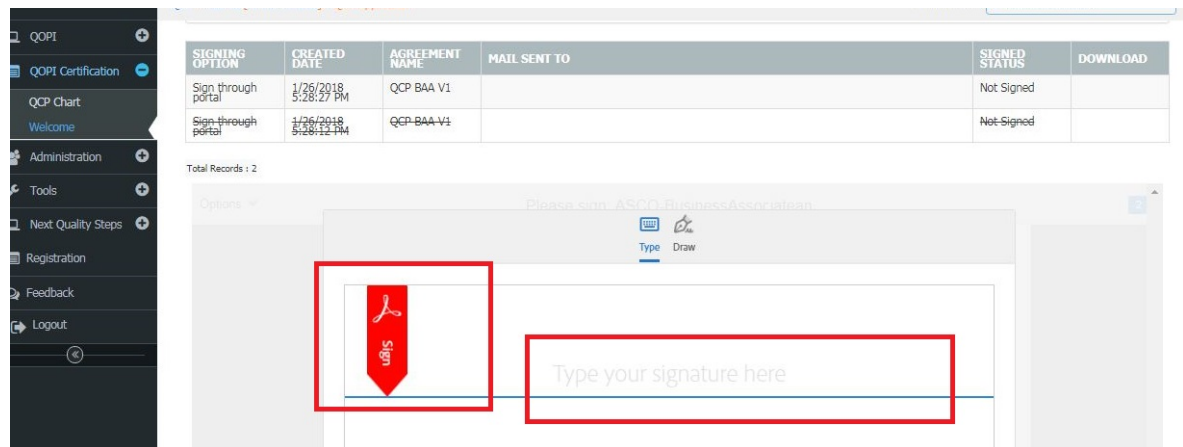 QOPI
QOPI Certification
QCP Chart
Welcome
Administration
Tools
Next Quality Steps
Registration
Feedback
Logout
SIGNING OPTION CREATED DATE AGREEMENT NAME MAIL SENT TO SIGNED STATUS DOWNLOAD
Sign through portal 1/26/2018 5:28:27 PM QCP BAA V1 Not Signed
Sign through portal 1/26/2018 5:28:12 PM QCP BAA V1 Not Signed
Total Records : 2
Options
Please sign ASCO-BusinessAssociatean
2
Type Draw
Sign
Type your signature here